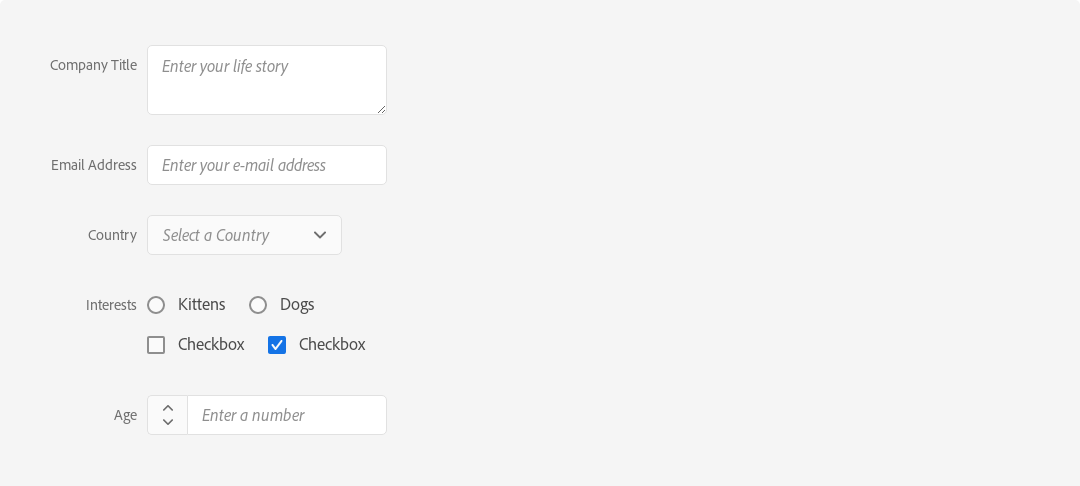 Company Title Enter your life story
Email Address Enter your e-mail address
Country Select a Country
Interests Kittens Dogs
Checkbox Checkbox
Age Enter a number